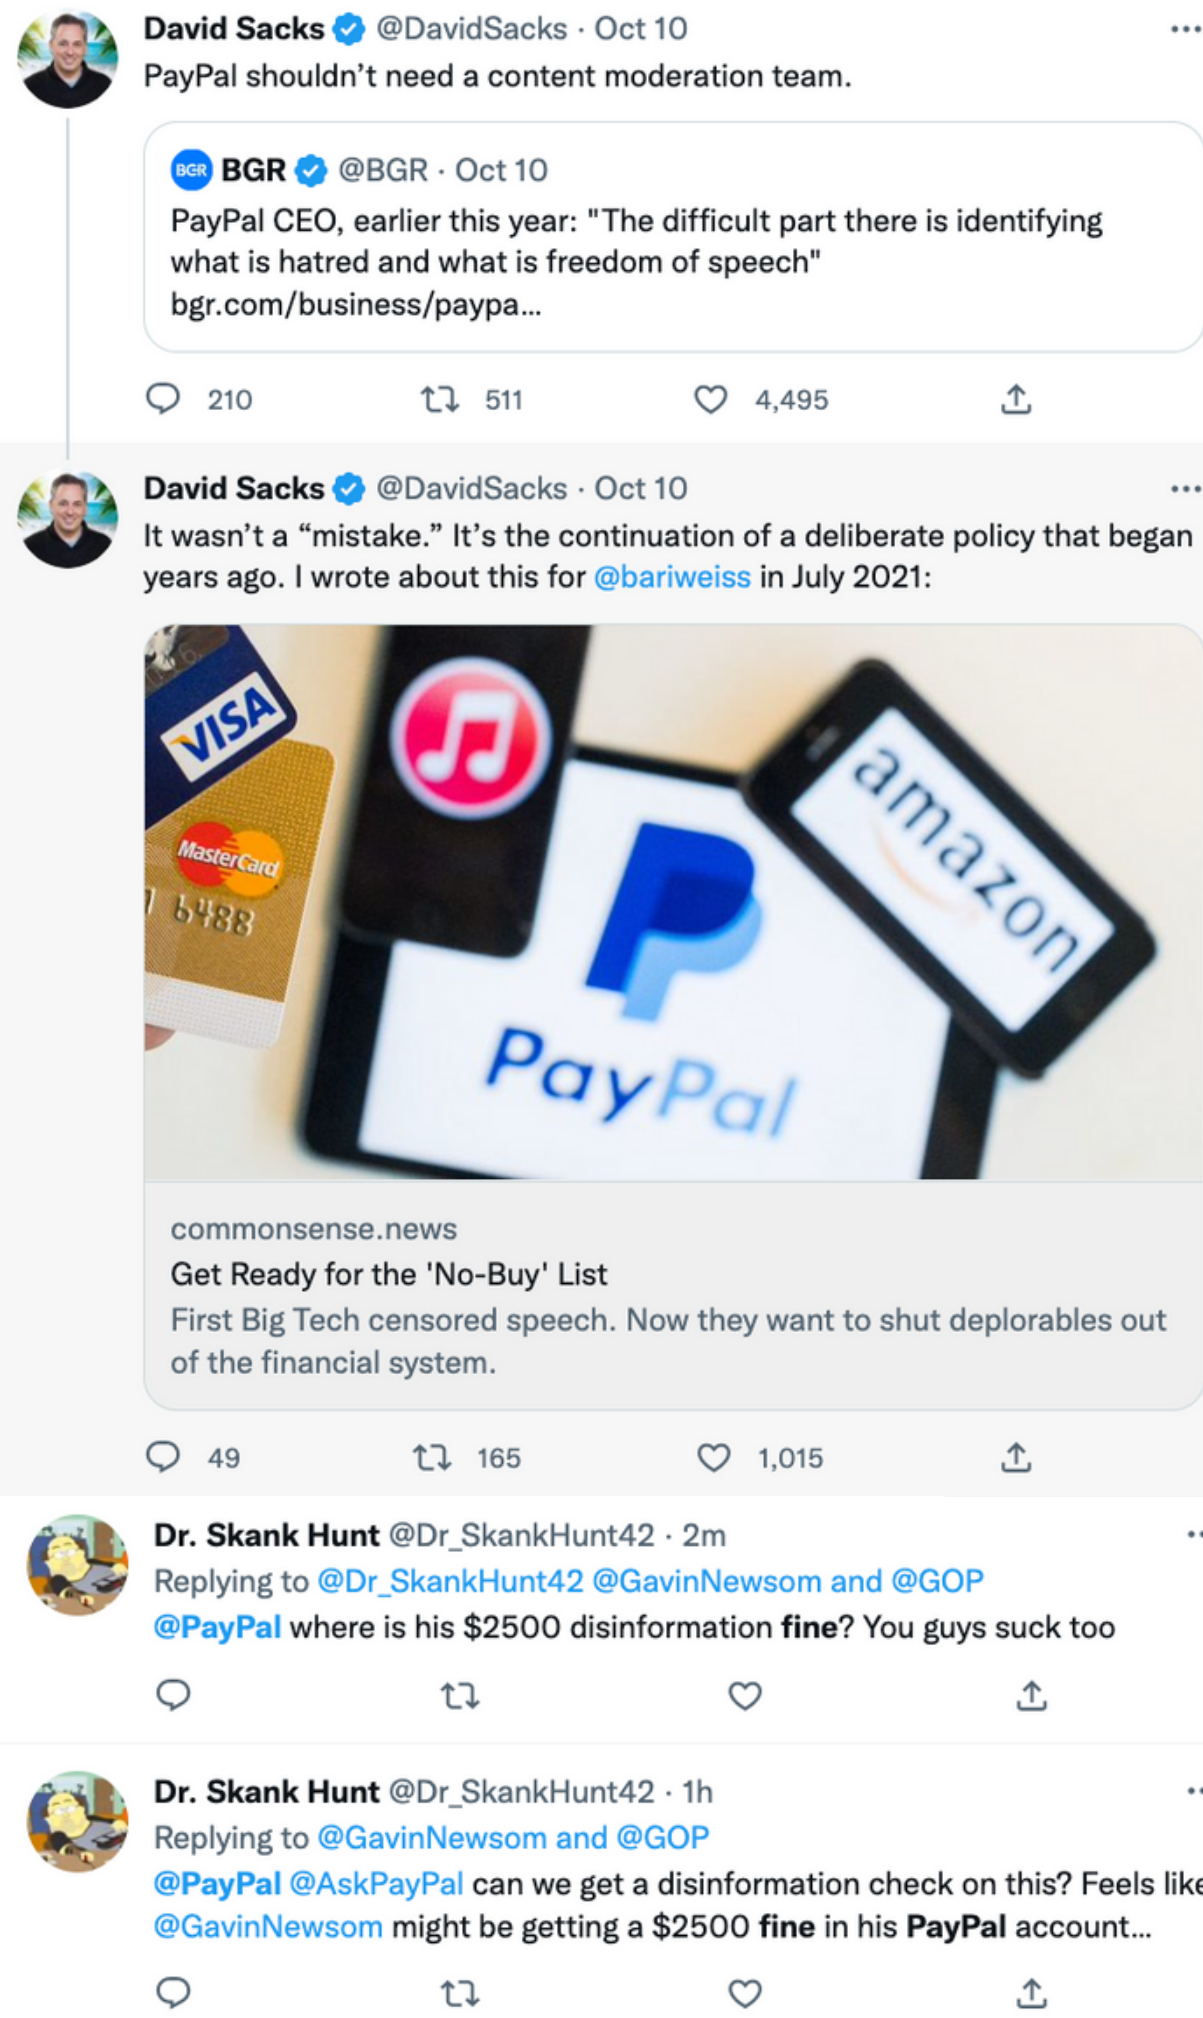 David Sacks @DavidSacks · Oct 10
PayPal shouldn’t need a content moderation team.
BGR BGR @BGR · Oct 10
PayPal CEO, earlier this year: "The difficult part there is identifying
what is hatred and what is freedom of speech"
bgr.com/business/paypa...
210 511 4,495
David Sacks @DavidSacks · Oct 10
It wasn’t a “mistake.” It’s the continuation of a deliberate policy that began
years ago. I wrote about this for @bariweiss in July 2021:
VISA
MasterCard
6488
amazon
PayPal
commonsense.news
Get Ready for the 'No-Buy' List
First Big Tech censored speech. Now they want to shut deplorables out
of the financial system.
49 165 1,015
Dr. Skank Hunt @Dr_SkankHunt42 · 2m
Replying to @Dr_SkankHunt42 @GavinNewsom and @GOP
@PayPal where is his $2500 disinformation fine? You guys suck too
Dr. Skank Hunt @Dr_SkankHunt42 · 1h
Replying to @GavinNewsom and @GOP
@PayPal @AskPayPal can we get a disinformation check on this? Feels like
@GavinNewsom might be getting a $2500 fine in his PayPal account...